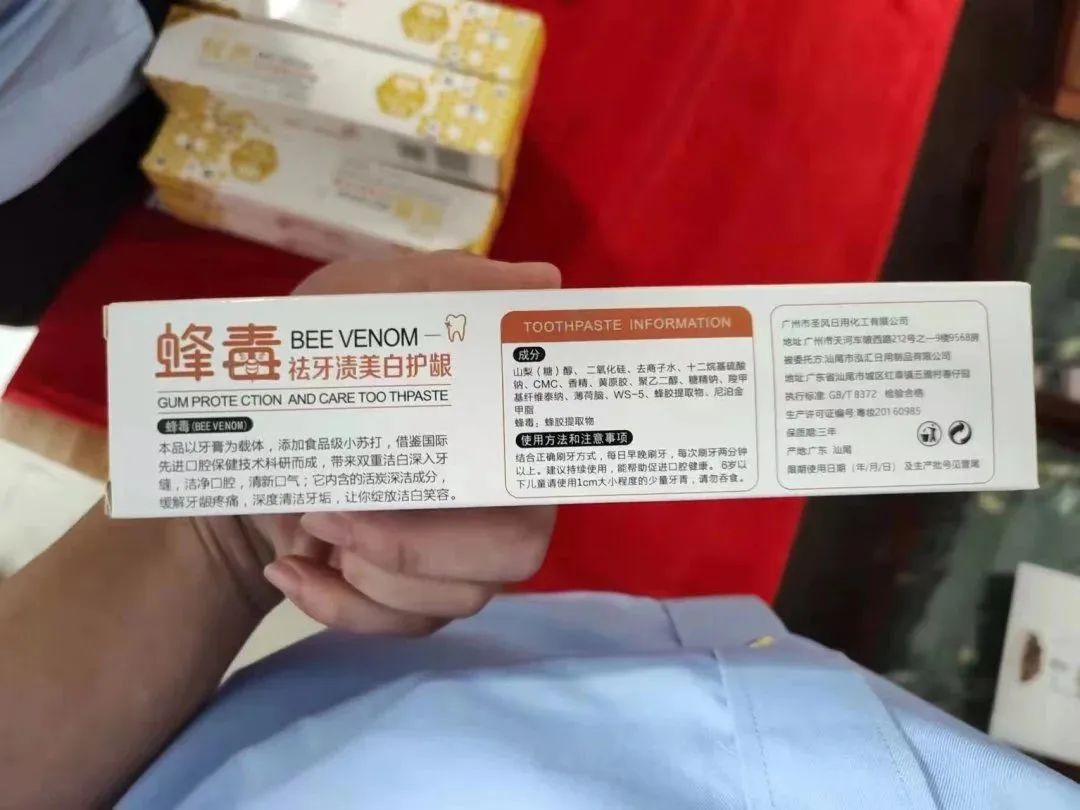 蜂毒
BEE VENOM
祛牙渍美白护龈
GUM PROTE CTION AND CARE TOO THPASTE
蜂毒(BEE VENOM)
本品以牙膏为载体，添加食品级小苏打，借鉴国际
先进口腔保健技术科研而成，带来双重洁白深入牙
缝，洁净口腔，清新口气；它内含的活炭深洁成分，
缓解牙龈疼痛，深度清洁牙垢，让你绽放洁白笑容。
TOOTHPASTE INFORMATION
成分
山梨（糖）醇、二氧化硅、去离子水、十二烷基硫酸
钠、CMC、香精、黄原胶、聚乙二醇、糖精钠、羧甲
基纤维泰纳、薄荷脑、WS-5、蜂胶提取物、尼泊金
甲脂
蜂毒：蜂胶提取物
使用方法和注意事项
结合正确刷牙方式，每日早晚刷牙，每次刷牙两分钟
以上。建议持续使用，能帮助促进口腔健康。6岁以
下儿童请使用1cm大小程度的少量牙青，请勿吞食。
广州市圣风日用化工有限公司
地址:广州市天河车陂西路212号之一9楼9568房
被委托方:汕尾市泓汇日用制品有限公司
地址:广东省汕尾市城区红草镇五雅村春仔园
执行标准: GB/T 8372 检验合格
生产许可证编号:粤妆20160985
保质期:三年
产地:广东 汕尾
限期使用日期（年/月/日）及生产批号见壹尾